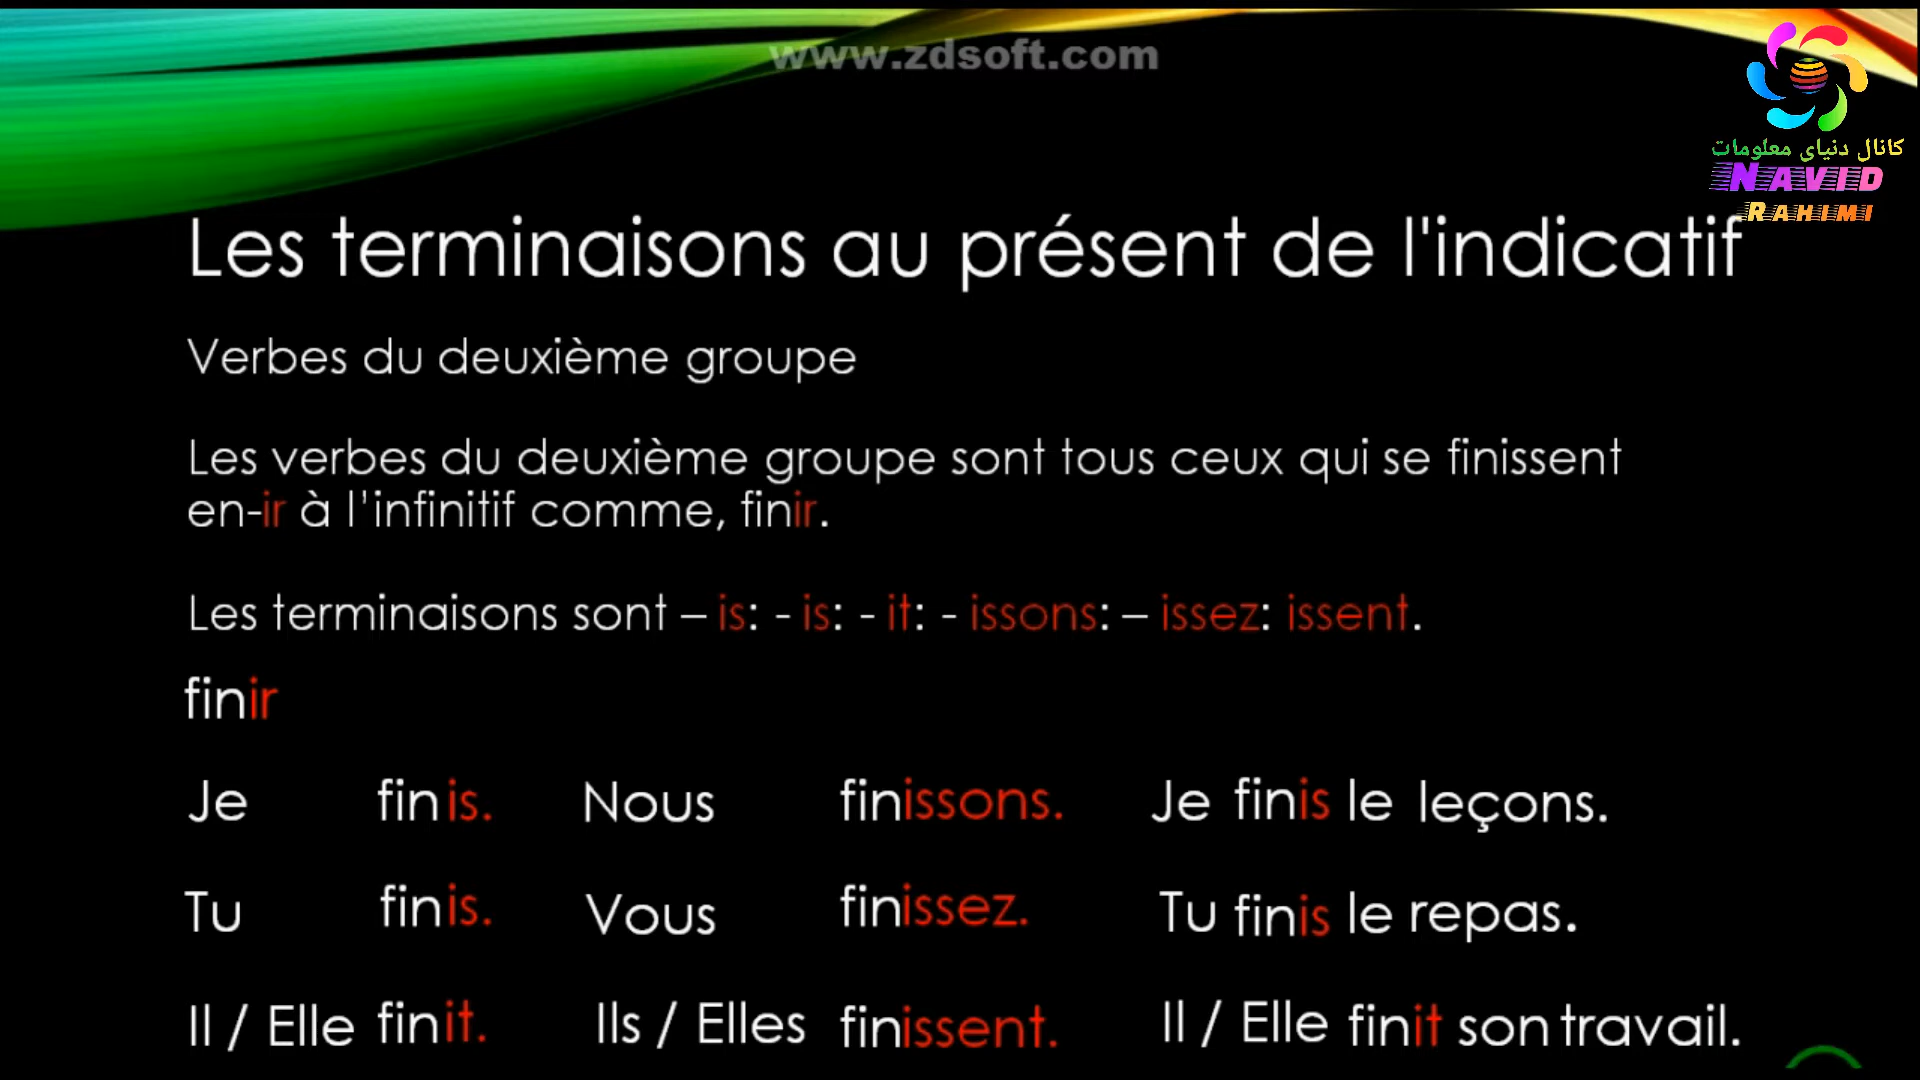 www.zdsoft.com
کانال دنیای معلومات
NAVID
RAHIMI
Les terminaisons au présent de l'indicatif
Verbes du deuxième groupe
Les verbes du deuxième groupe sont tous ceux qui se finissent
en-ir à l'infinitif comme, finir.
Les terminaisons sont – is: - is: - it: - issons: – issez: issent.
finir
Je finis. Nous finissons. Je finis le leçons.
Tu finis. Vous finissez. Tu finis le repas.
Il / Elle finit. Ils / Elles finissent. Il / Elle finit son travail.